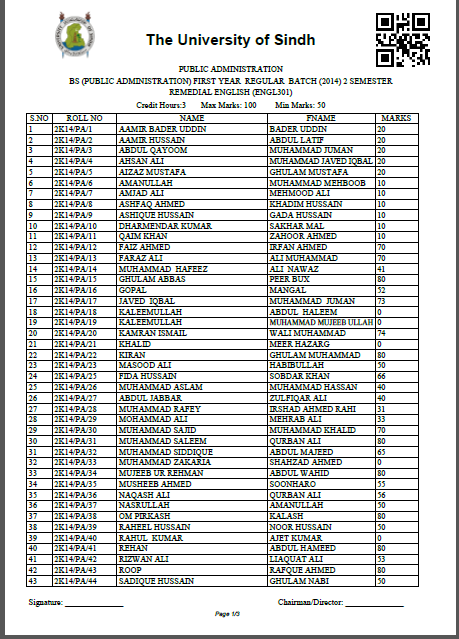 The University of Sindh
PUBLIC ADMINISTRATION
BS (PUBLIC ADMINISTRATION) FIRST YEAR REGULAR BATCH (2014) 2 SEMESTER
REMEDIAL ENGLISH (ENGL301)
Credit Hours:3 Max Marks: 100 Min Marks: 50
S.NO ROLL NO NAME FNAME MARKS
1 2K14/PA/1 AAMIR BADER UDDIN BADER UDDIN 20
2 2K14/PA/2 AAMIR HUSSAIN ABDUL LATIF 20
3 2K14/PA/3 ABDUL QAYOOM MUHAMMAD JUMAN 20
4 2K14/PA/4 AHSAN ALI MUHAMMAD JAVED IQBAL 20
5 2K14/PA/5 AIZAZ MUSTAFA GHULAM MUSTAFA 20
6 2K14/PA/6 AMANULLAH MUHAMMAD MEHBOOB 10
7 2K14/PA/7 AMJAD ALI MEHMOOD ALI 10
8 2K14/PA/8 ASHFAQ AHMED KHADIM HUSSAIN 10
9 2K14/PA/9 ASHIQUE HUSSAIN GADA HUSSAIN 10
10 2K14/PA/10 DHARMENDAR KUMAR SAKHAR MAL 10
11 2K14/PA/11 QAIM KHAN ZAHOOR AHMED 10
12 2K14/PA/12 FAIZ AHMED IRFAN AHMED 70
13 2K14/PA/13 FARAZ ALI ALI MUHAMMAD 70
14 2K14/PA/14 MUHAMMAD HAFEEZ ALI NAWAZ 41
15 2K14/PA/15 GHULAM ABBAS PEER BUX 80
16 2K14/PA/16 GOPAL MANGAL 52
17 2K14/PA/17 JAVED IQBAL MUHAMMAD JUMAN 73
18 2K14/PA/18 KALEEMULLAH ABDUL HALEEM 0
19 2K14/PA/19 KALEEMULLAH MUHAMMAD MUJEEB ULLAH 0
20 2K14/PA/20 KAMRAN ISMAIL WALI MUHAMMAD 74
21 2K14/PA/21 KHALID MEER HAZARG 0
22 2K14/PA/22 KIRAN GHULAM MUHAMMAD 80
23 2K14/PA/23 MASOOD ALI HABIBULLAH 50
24 2K14/PA/25 FIDA HUSSAIN SOBDAR KHAN 66
25 2K14/PA/26 MUHAMMAD ASLAM MUHAMMAD HASSAN 40
26 2K14/PA/27 ABDUL JABBAR ZULFIQAR ALI 40
27 2K14/PA/28 MUHAMMAD RAFEY IRSHAD AHMED RAHI 31
28 2K14/PA/29 MOHAMMAD ALI MEHRAB ALI 33
29 2K14/PA/30 MUHAMMAD SAJID MUHAMMAD KHALID 70
30 2K14/PA/31 MUHAMMAD SALEEM QURBAN ALI 80
31 2K14/PA/32 MUHAMMAD SIDDIQUE ABDUL MAJEED 65
32 2K14/PA/33 MUHAMMAD ZAKARIA SHAHZAD AHMED 0
33 2K14/PA/34 MUJEEB UR REHMAN ABDUL WAHID 80
34 2K14/PA/35 MUSHEEB AHMED SOONHARO 55
35 2K14/PA/36 NAQASH ALI QURBAN ALI 56
36 2K14/PA/37 NASRULLAH AMANULLAH 50
37 2K14/PA/38 OM PIRKASH KALASH 80
38 2K14/PA/39 RAHEEL HUSSAIN NOOR HUSSAIN 50
39 2K14/PA/40 RAHUL KUMAR AJET KUMAR 0
40 2K14/PA/41 REHAN ABDUL HAMEED 80
41 2K14/PA/42 RIZWAN ALI LIAQUAT ALI 53
42 2K14/PA/43 ROOP RAFQUE AHMED 80
43 2K14/PA/44 SADIQUE HUSSAIN GHULAM NABI 50
Signature: ______________ Chairman/Director: ______________
Page 1/3